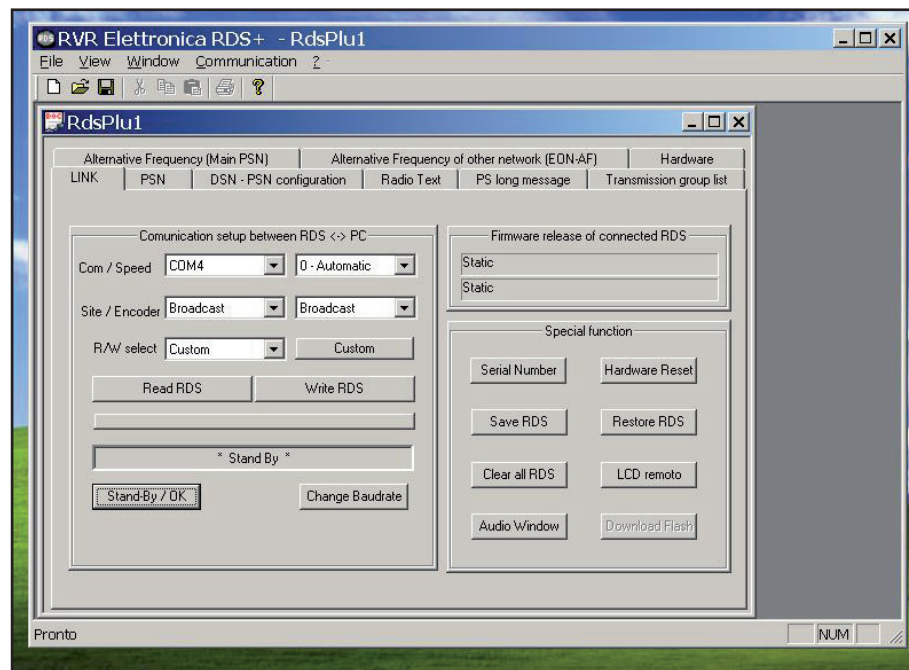 RDS RVR Elettronica RDS+ - RdsPlu1
File View Window Communication ?
DOC RdsPlu1
Alternative Frequency (Main PSN) Alternative Frequency of other network (EON-AF) Hardware
LINK PSN DSN - PSN configuration Radio Text PS long message Transmission group list
Comunication setup between RDS <-> PC
Com / Speed COM4 0 - Automatic
Site / Encoder Broadcast Broadcast
R/W select Custom Custom
Read RDS Write RDS
* Stand By *
Stand-By / OK Change Baudrate
Firmware release of connected RDS
Static
Static
Special function
Serial Number Hardware Reset
Save RDS Restore RDS
Clear all RDS LCD remoto
Audio Window Download Flash
Pronto NUM